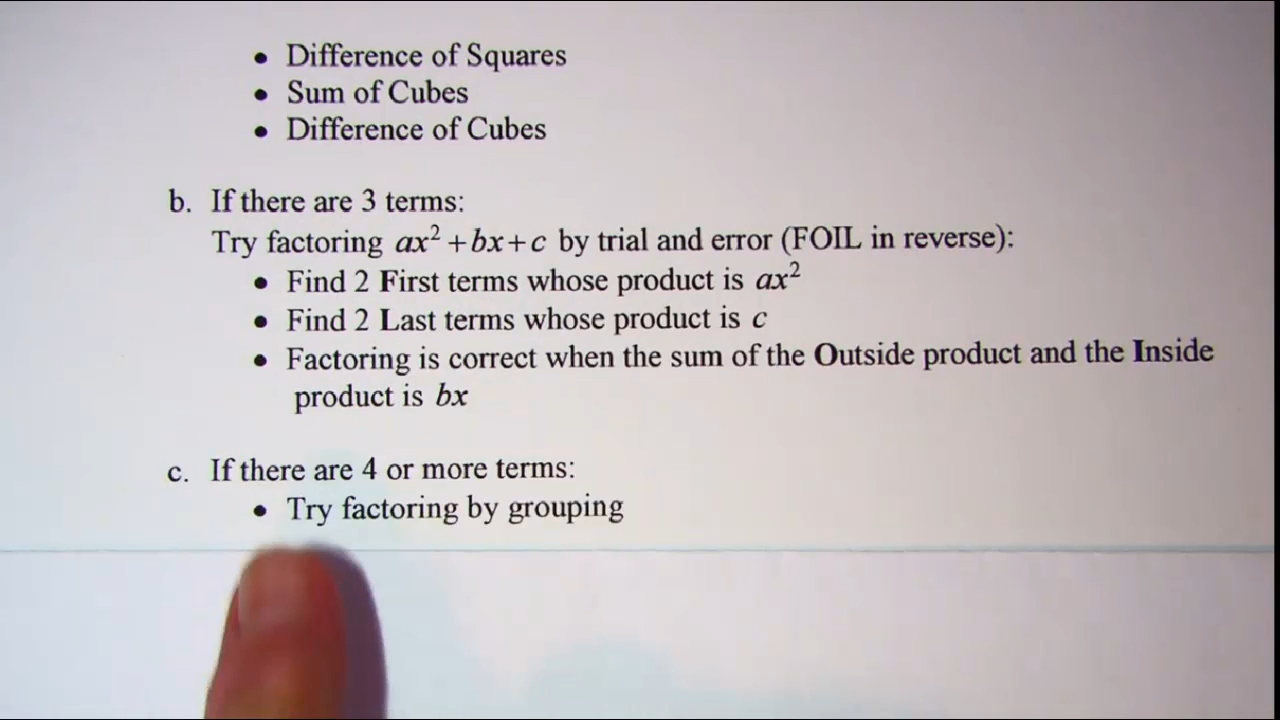 • Difference of Squares
• Sum of Cubes
• Difference of Cubes
b. If there are 3 terms:
Try factoring ax² + bx + c by trial and error (FOIL in reverse):
• Find 2 First terms whose product is ax²
• Find 2 Last terms whose product is c
• Factoring is correct when the sum of the Outside product and the Inside
product is bx
c. If there are 4 or more terms:
• Try factoring by grouping